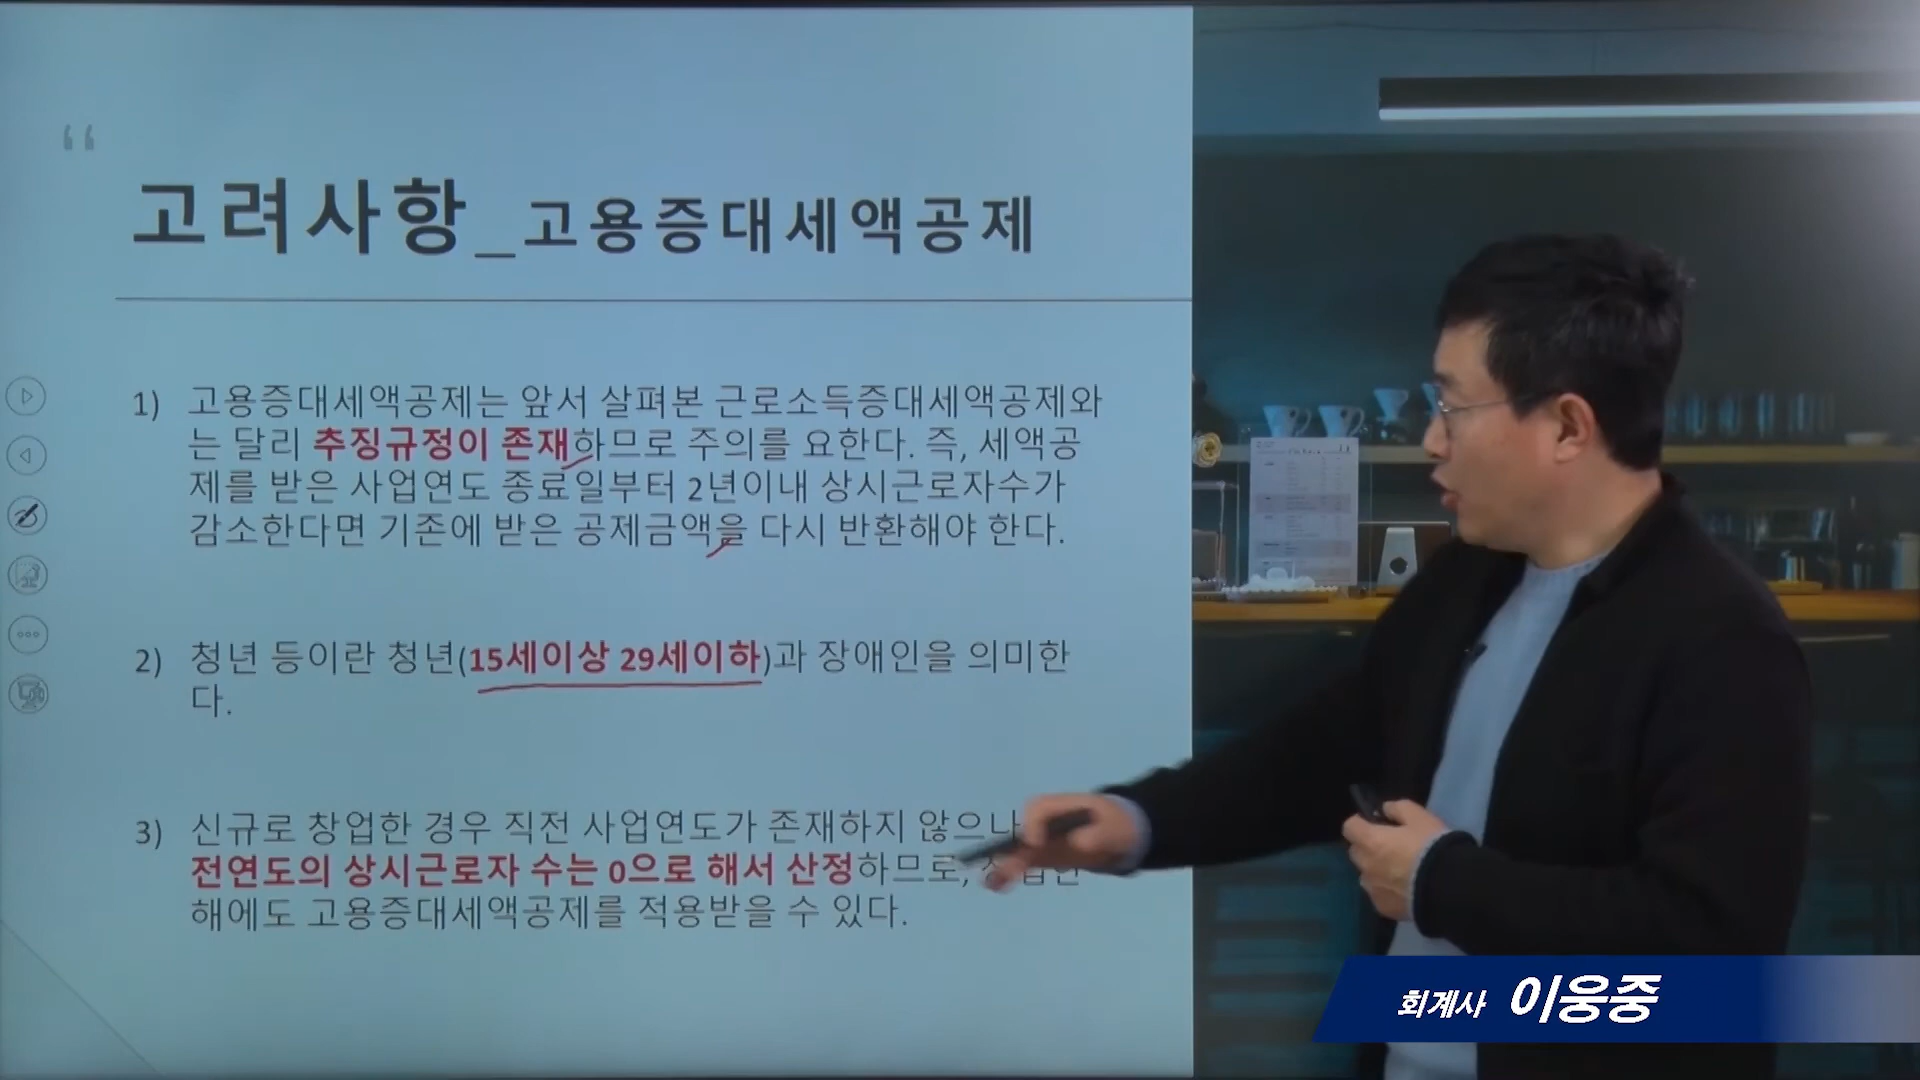 “
고려사항_고용증대세액공제
1) 고용증대세액공제는 앞서 살펴본 근로소득증대세액공제와
는 달리 추징규정이 존재하므로 주의를 요한다. 즉, 세액공
제를 받은 사업연도 종료일부터 2년이내 상시근로자수가
감소한다면 기존에 받은 공제금액을 다시 반환해야 한다.
2) 청년 등이란 청년(15세이상 29세이하)과 장애인을 의미한
다.
3) 신규로 창업한 경우 직전 사업연도가 존재하지 않으나
전연도의 상시근로자 수는 0으로 해서 산정하므로,
해에도 고용증대세액공제를 적용받을 수 있다.
회계사 이웅중